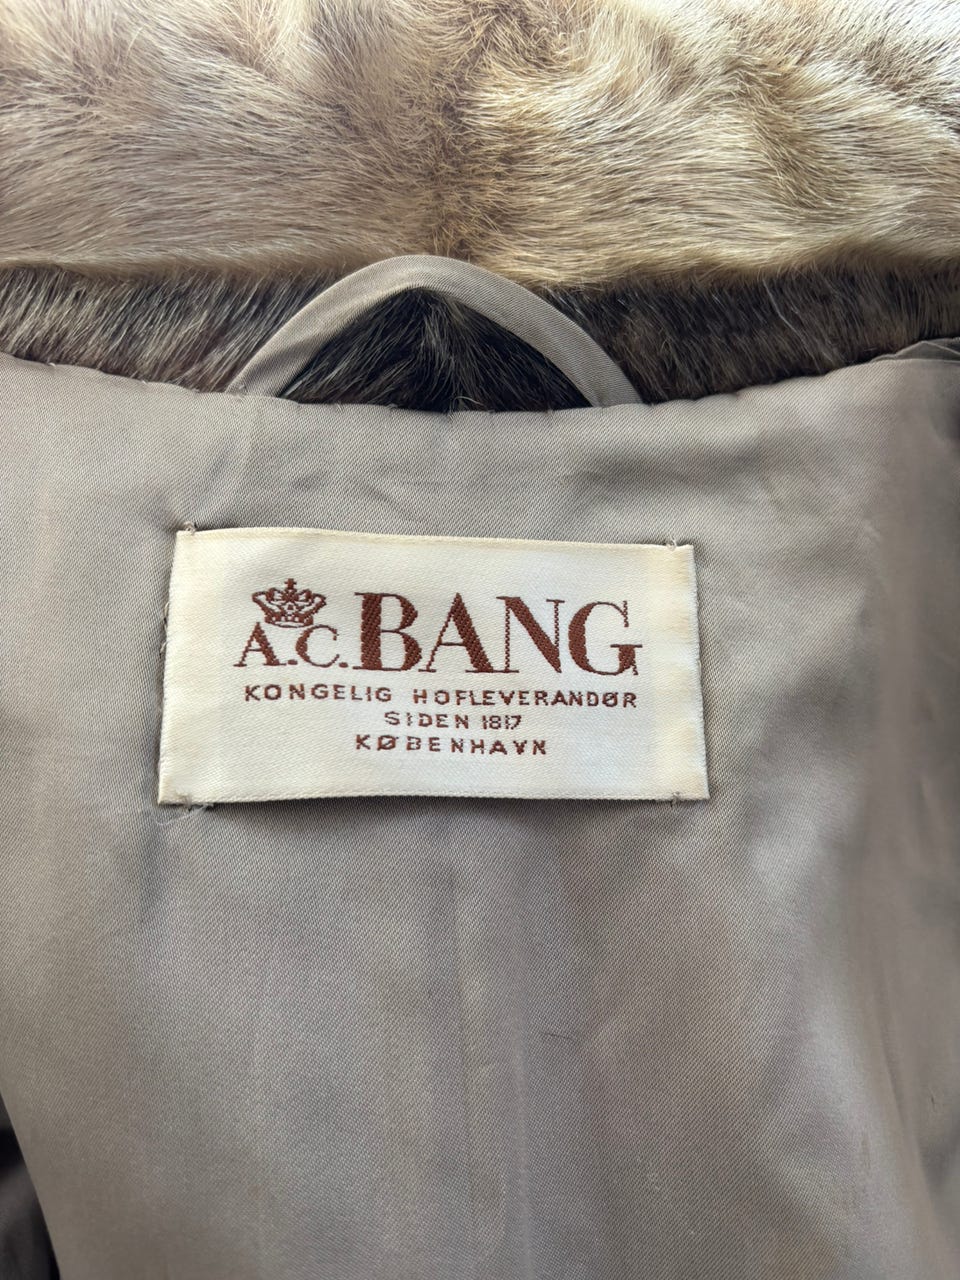 A.C. BANG
KONGELIG HOFLEVERANDØR
SIDEN 1817
KØBENHAVN